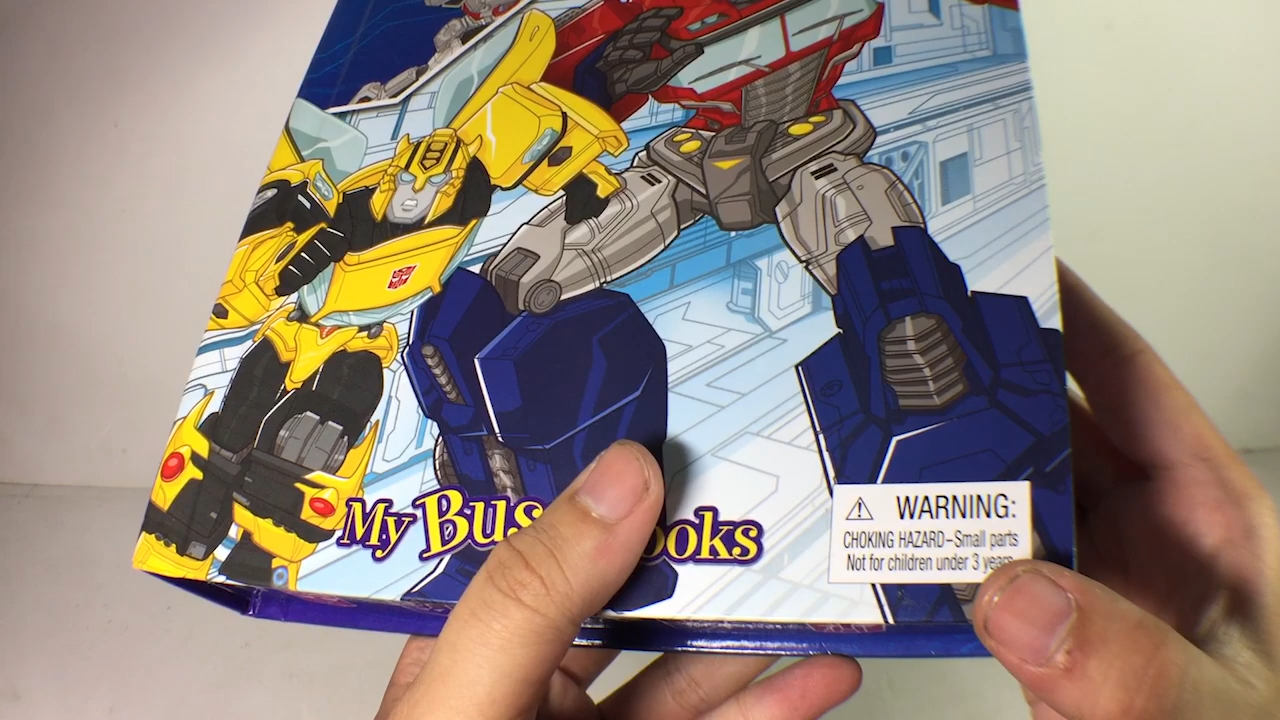 My Bus ooks
WARNING:
CHOKING HAZARD–Small parts
Not for children under 3 years